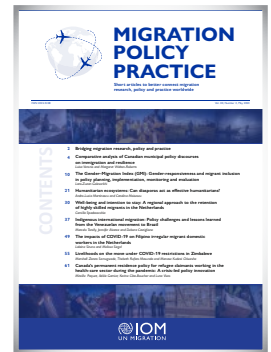 MIGRATION
POLICY
PRACTICE
Short articles to better connect migration
research, policy and practice worldwide
CONTENTS
2 Bridging migration research, policy and practice
Comparative analysis of Canadian municipal policy discourses
on immigration and resilience
10 The Gender–Migration Index (GMI): Gender-responsiveness and migrant inclusion
in policy planning, implementation, monitoring and evaluation
21 Humanitarian ecosystems: Can diasporas act as effective humanitarians?
30 Well-being and intention to stay: A regional approach to the retention
of highly skilled migrants in the Netherlands
37 Indigenous international migration: Policy challenges and lessons learned
from the Venezuelan movement to Brazil
49 The impacts of COVID-19 on Filipino irregular migrant domestic
workers in the Netherlands
55 Livelihoods on the move under COVID-19 restrictions in Zimbabwe
61 Canada's permanent residence policy for refugee claimants working in the
health-care sector during the pandemic: A crisis-fed policy innovation
IOM
UN MIGRATION